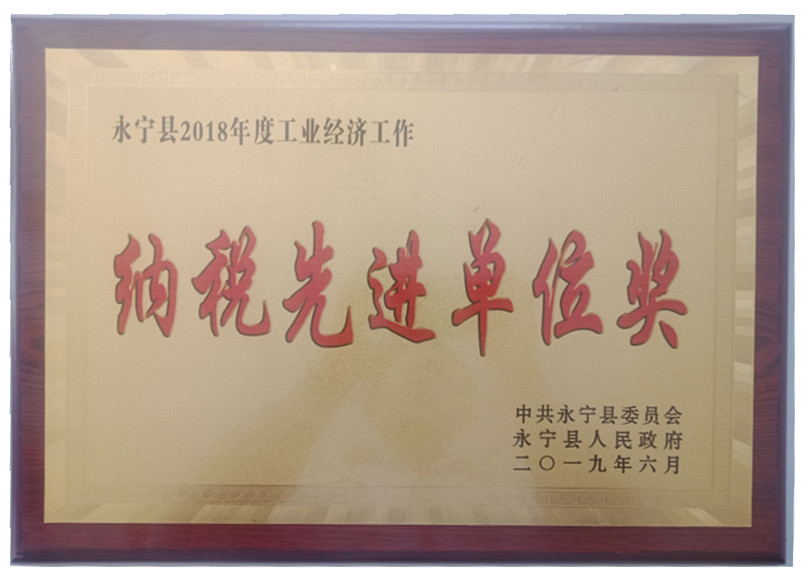 永宁县2018年度工业经济工作
纳税先进单位奖
中共永宁县委员会
永宁县人民政府
二〇一九年六月